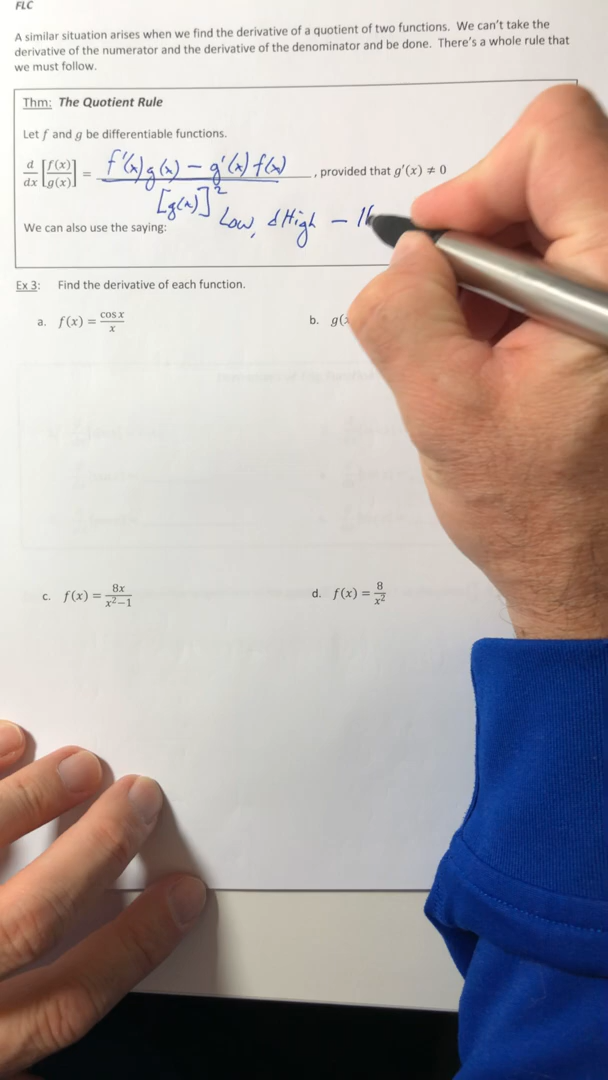 FLC
A similar situation arises when we find the derivative of a quotient of two functions. We can't take the
derivative of the numerator and the derivative of the denominator and be done. There's a whole rule that
we must follow.
Thm: The Quotient Rule
Let f and g be differentiable functions.
d/dx [f(x)/g(x)] = f'(x)g(x) - g'(x)f(x) / [g(x)]², provided that g'(x) ≠ 0
We can also use the saying: Low, dHigh -
Ex 3: Find the derivative of each function.
a. f(x) = cos x / x b. g(x
c. f(x) = 8x / x²−1 d. f(x) = 8 / x²